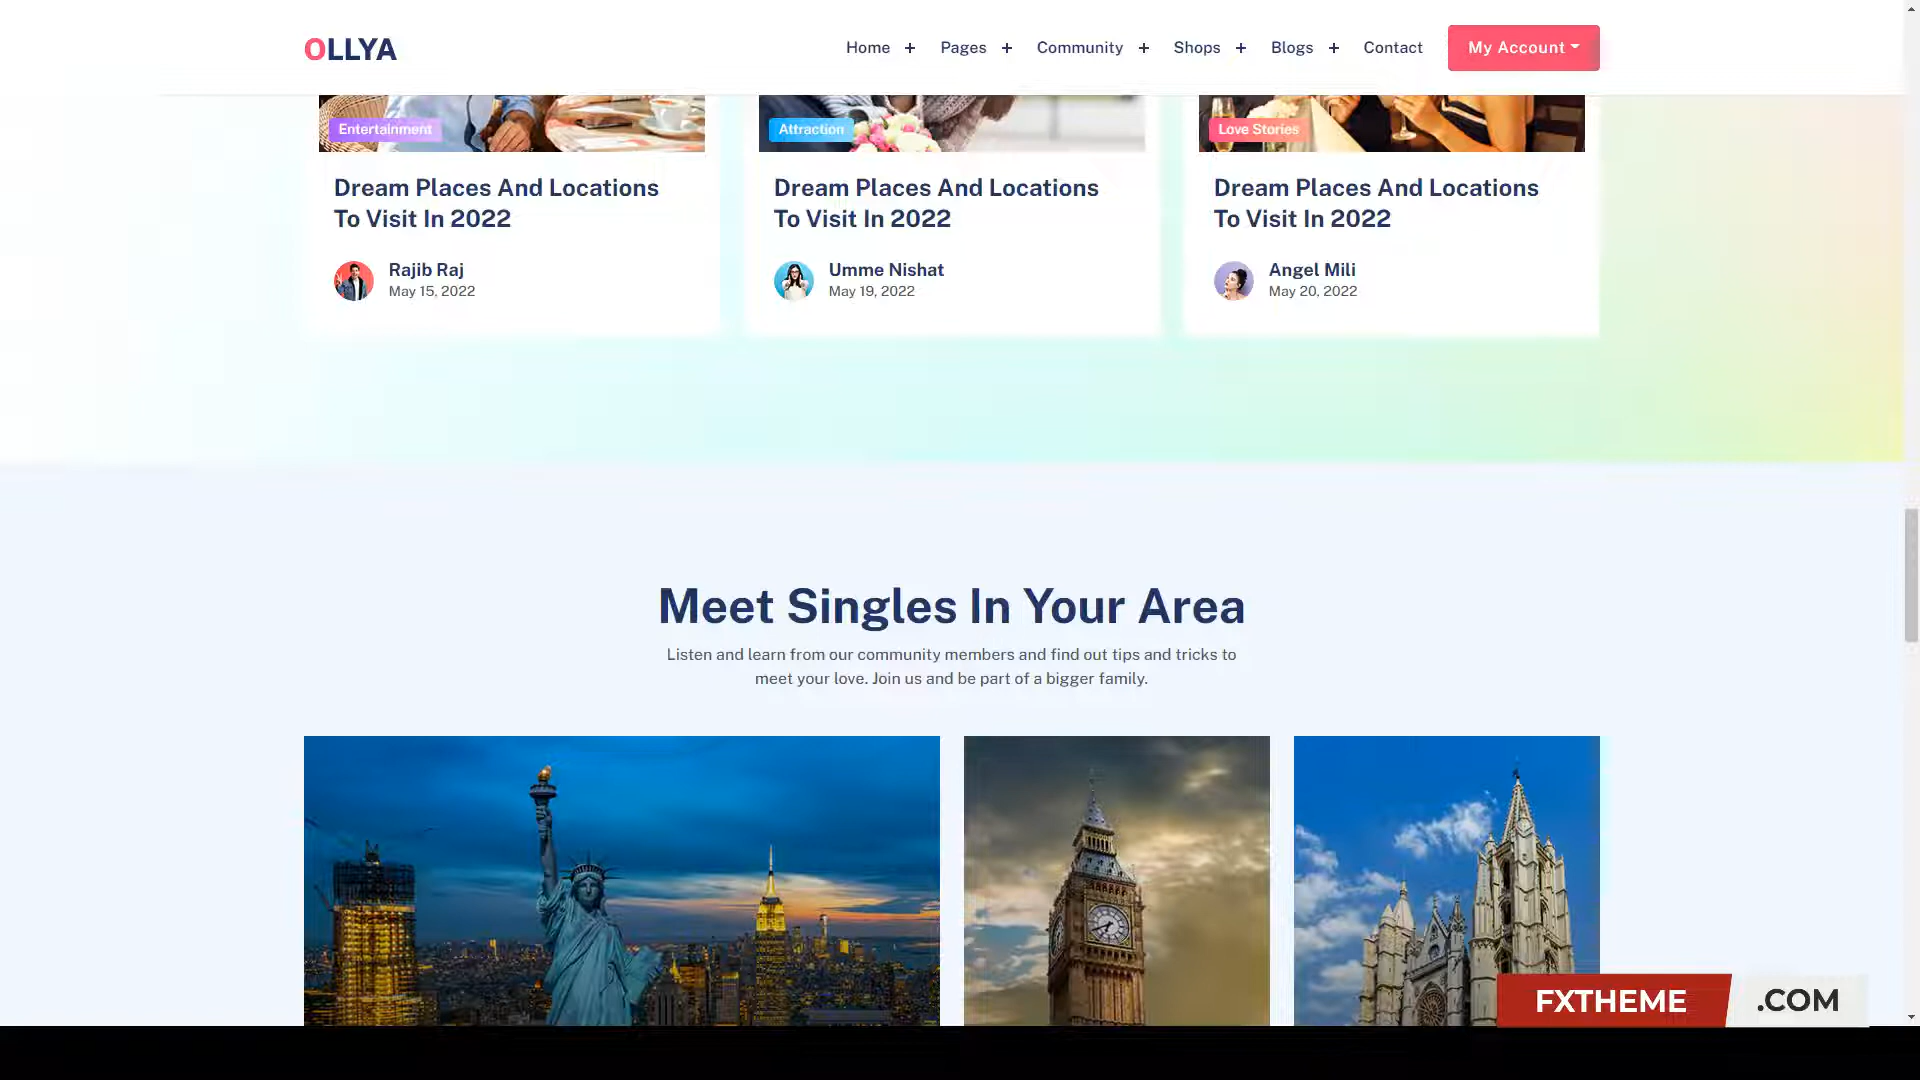 OLLYA
Home + Pages + Community + Shops + Blogs + Contact My Account
Entertainment
Attraction
Love Stories
Dream Places And Locations
To Visit In 2022
Rajib Raj
May 15, 2022
Dream Places And Locations
To Visit In 2022
Umme Nishat
May 19, 2022
Dream Places And Locations
To Visit In 2022
Angel Mili
May 20, 2022
Meet Singles In Your Area
Listen and learn from our community members and find out tips and tricks to
meet your love. Join us and be part of a bigger family.
FXTHEME .COM